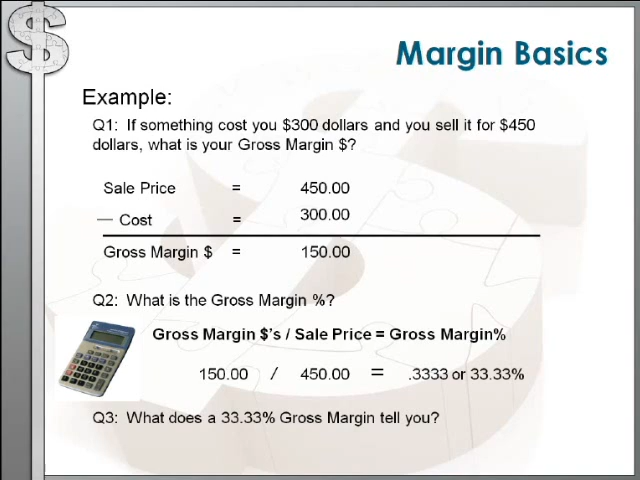 Margin Basics
Example:
Q1: If something cost you $300 dollars and you sell it for $450
dollars, what is your Gross Margin $?
Sale Price = 450.00
— Cost = 300.00
Gross Margin $ = 150.00
Q2: What is the Gross Margin %?
Gross Margin $'s / Sale Price = Gross Margin%
150.00 / 450.00 = .3333 or 33.33%
Q3: What does a 33.33% Gross Margin tell you?